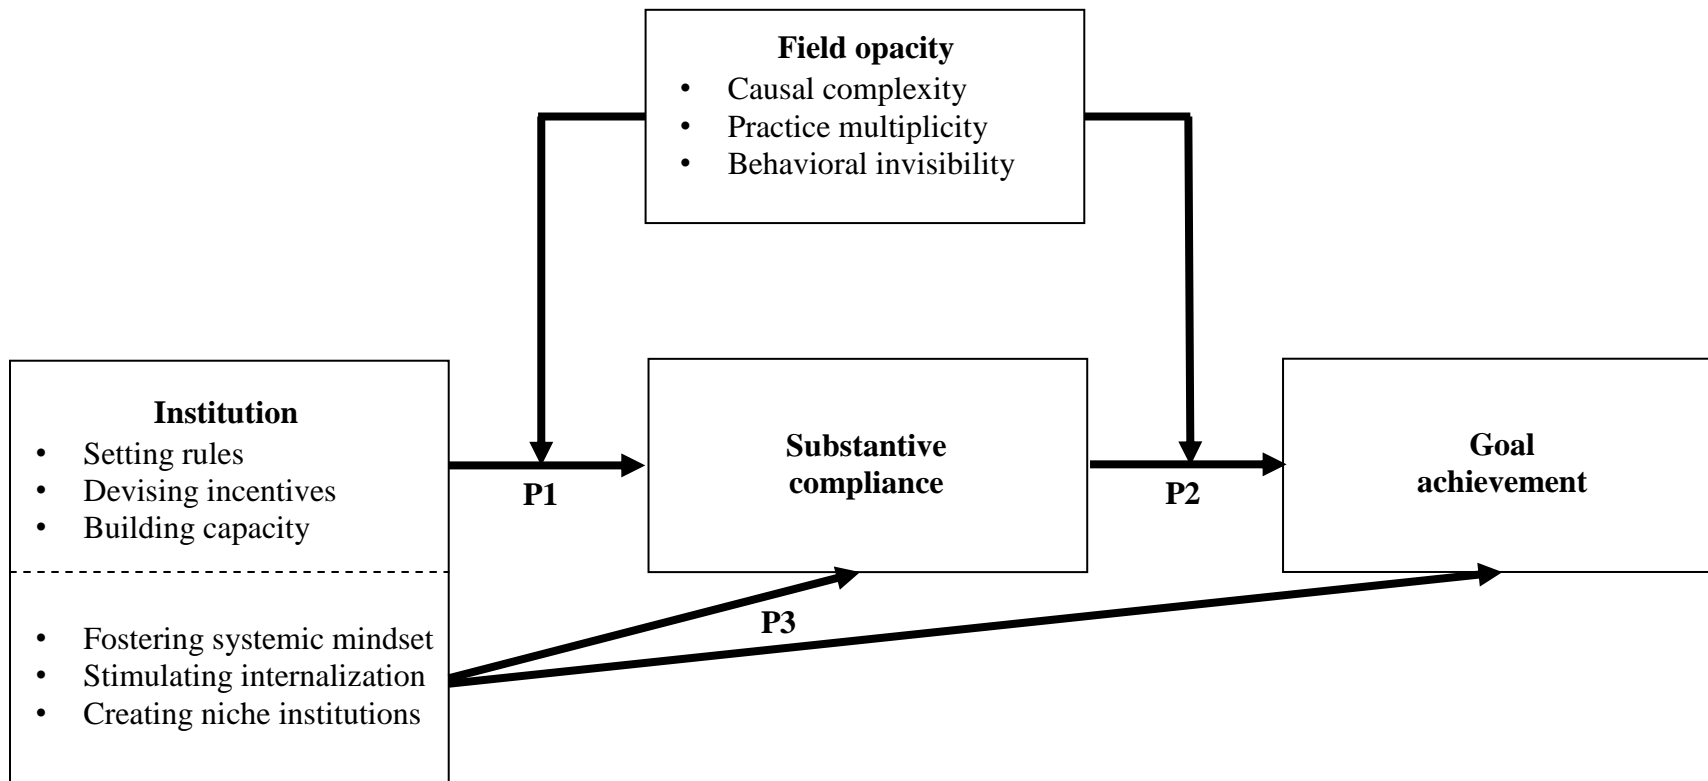 Field opacity
• Causal complexity
• Practice multiplicity
• Behavioral invisibility
Institution
• Setting rules
• Devising incentives
• Building capacity
• Fostering systemic mindset
• Stimulating internalization
• Creating niche institutions
P1
Substantive
compliance
P2
Goal
achievement
P3